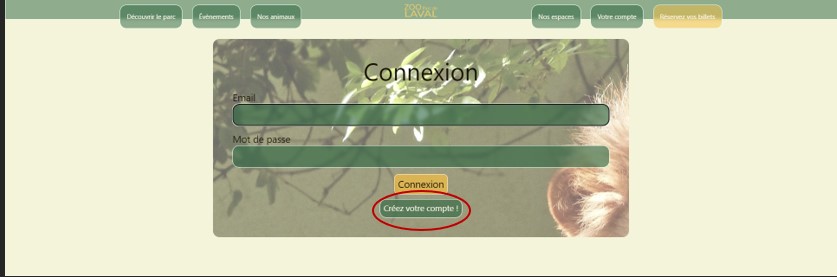 Découvrir le parc
Événements
Nos animaux
ZOO
LAVAL
Nos espaces
Votre compte
Réservez vos billets
Connexion
Email
Mot de passe
Connexion
Créez votre compte !